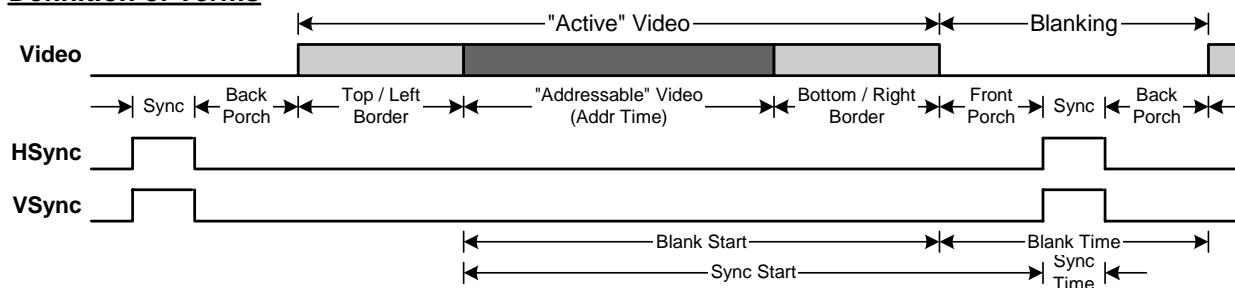 Definition of Terms
"Active" Video
Blanking
Video
Sync
Back
Porch
Top / Left
Border
"Addressable" Video
(Addr Time)
Bottom / Right
Border
Front
Porch
Sync
Back
Porch
HSync
VSync
Blank Start
Blank Time
Sync Start
Sync
Time